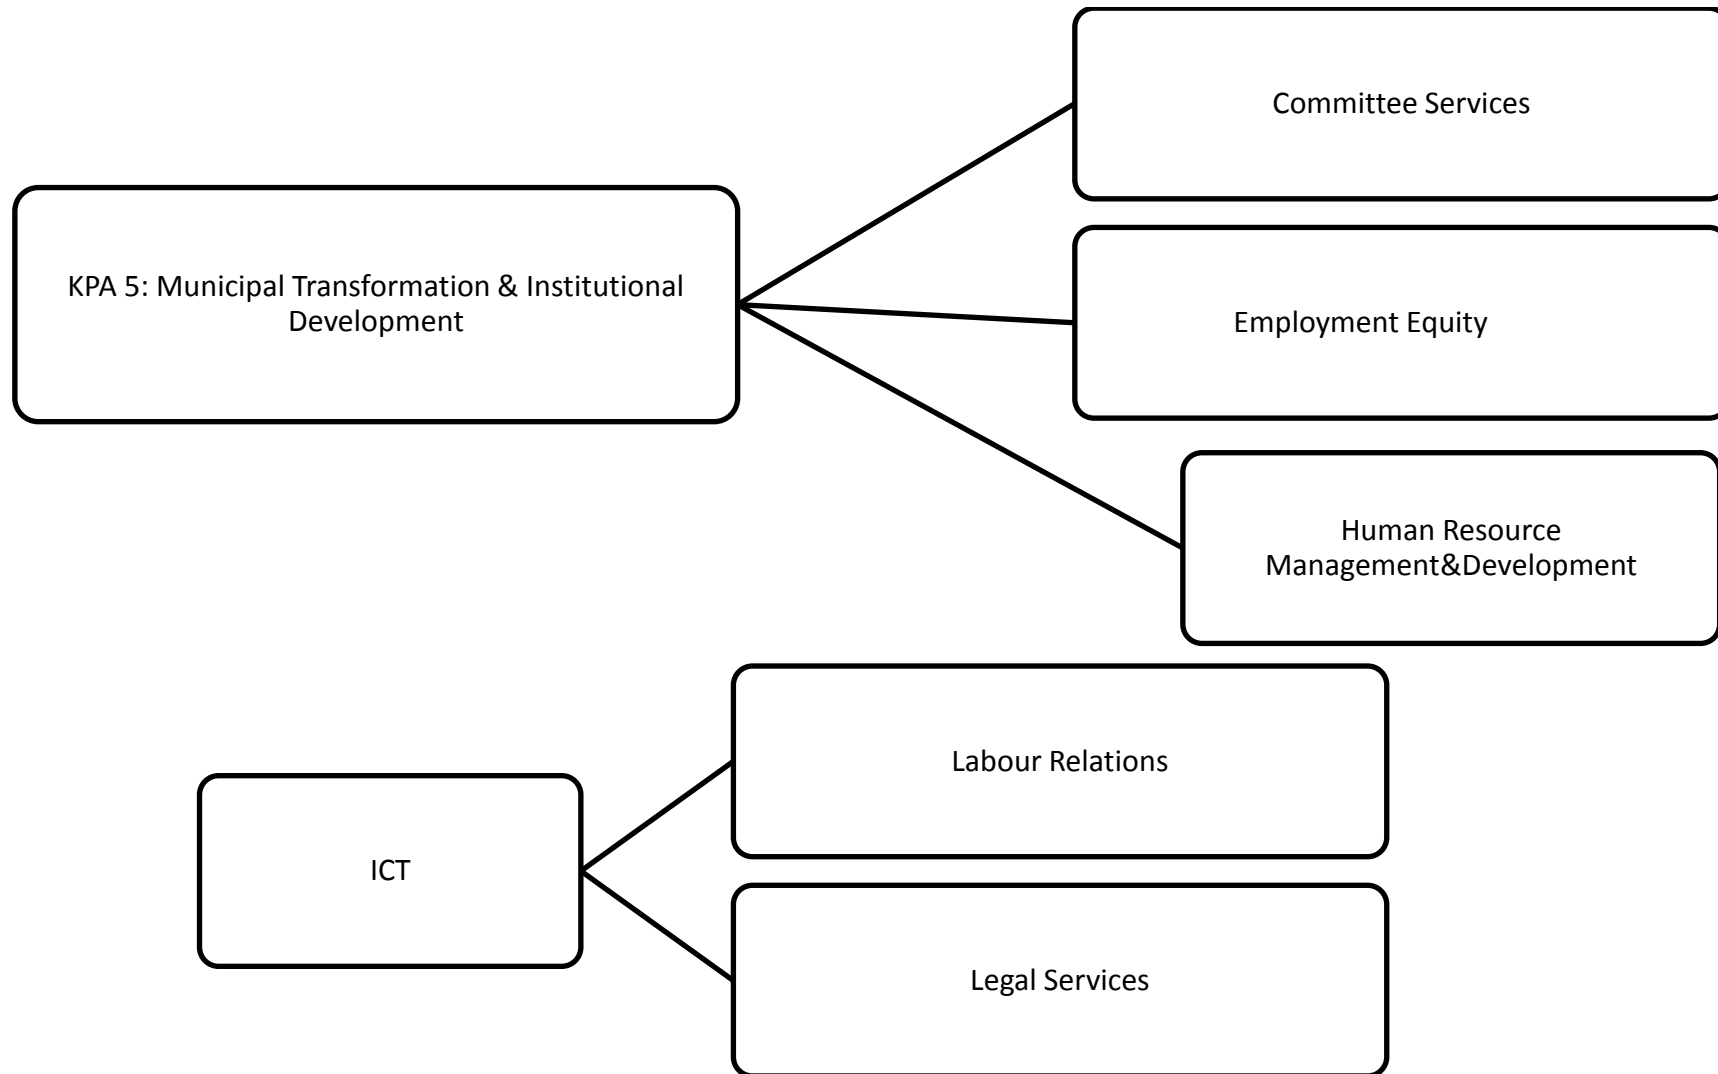 Committee Services
KPA 5: Municipal Transformation & Institutional
Development
Employment Equity
Human Resource
Management&Development
Labour Relations
ICT
Legal Services